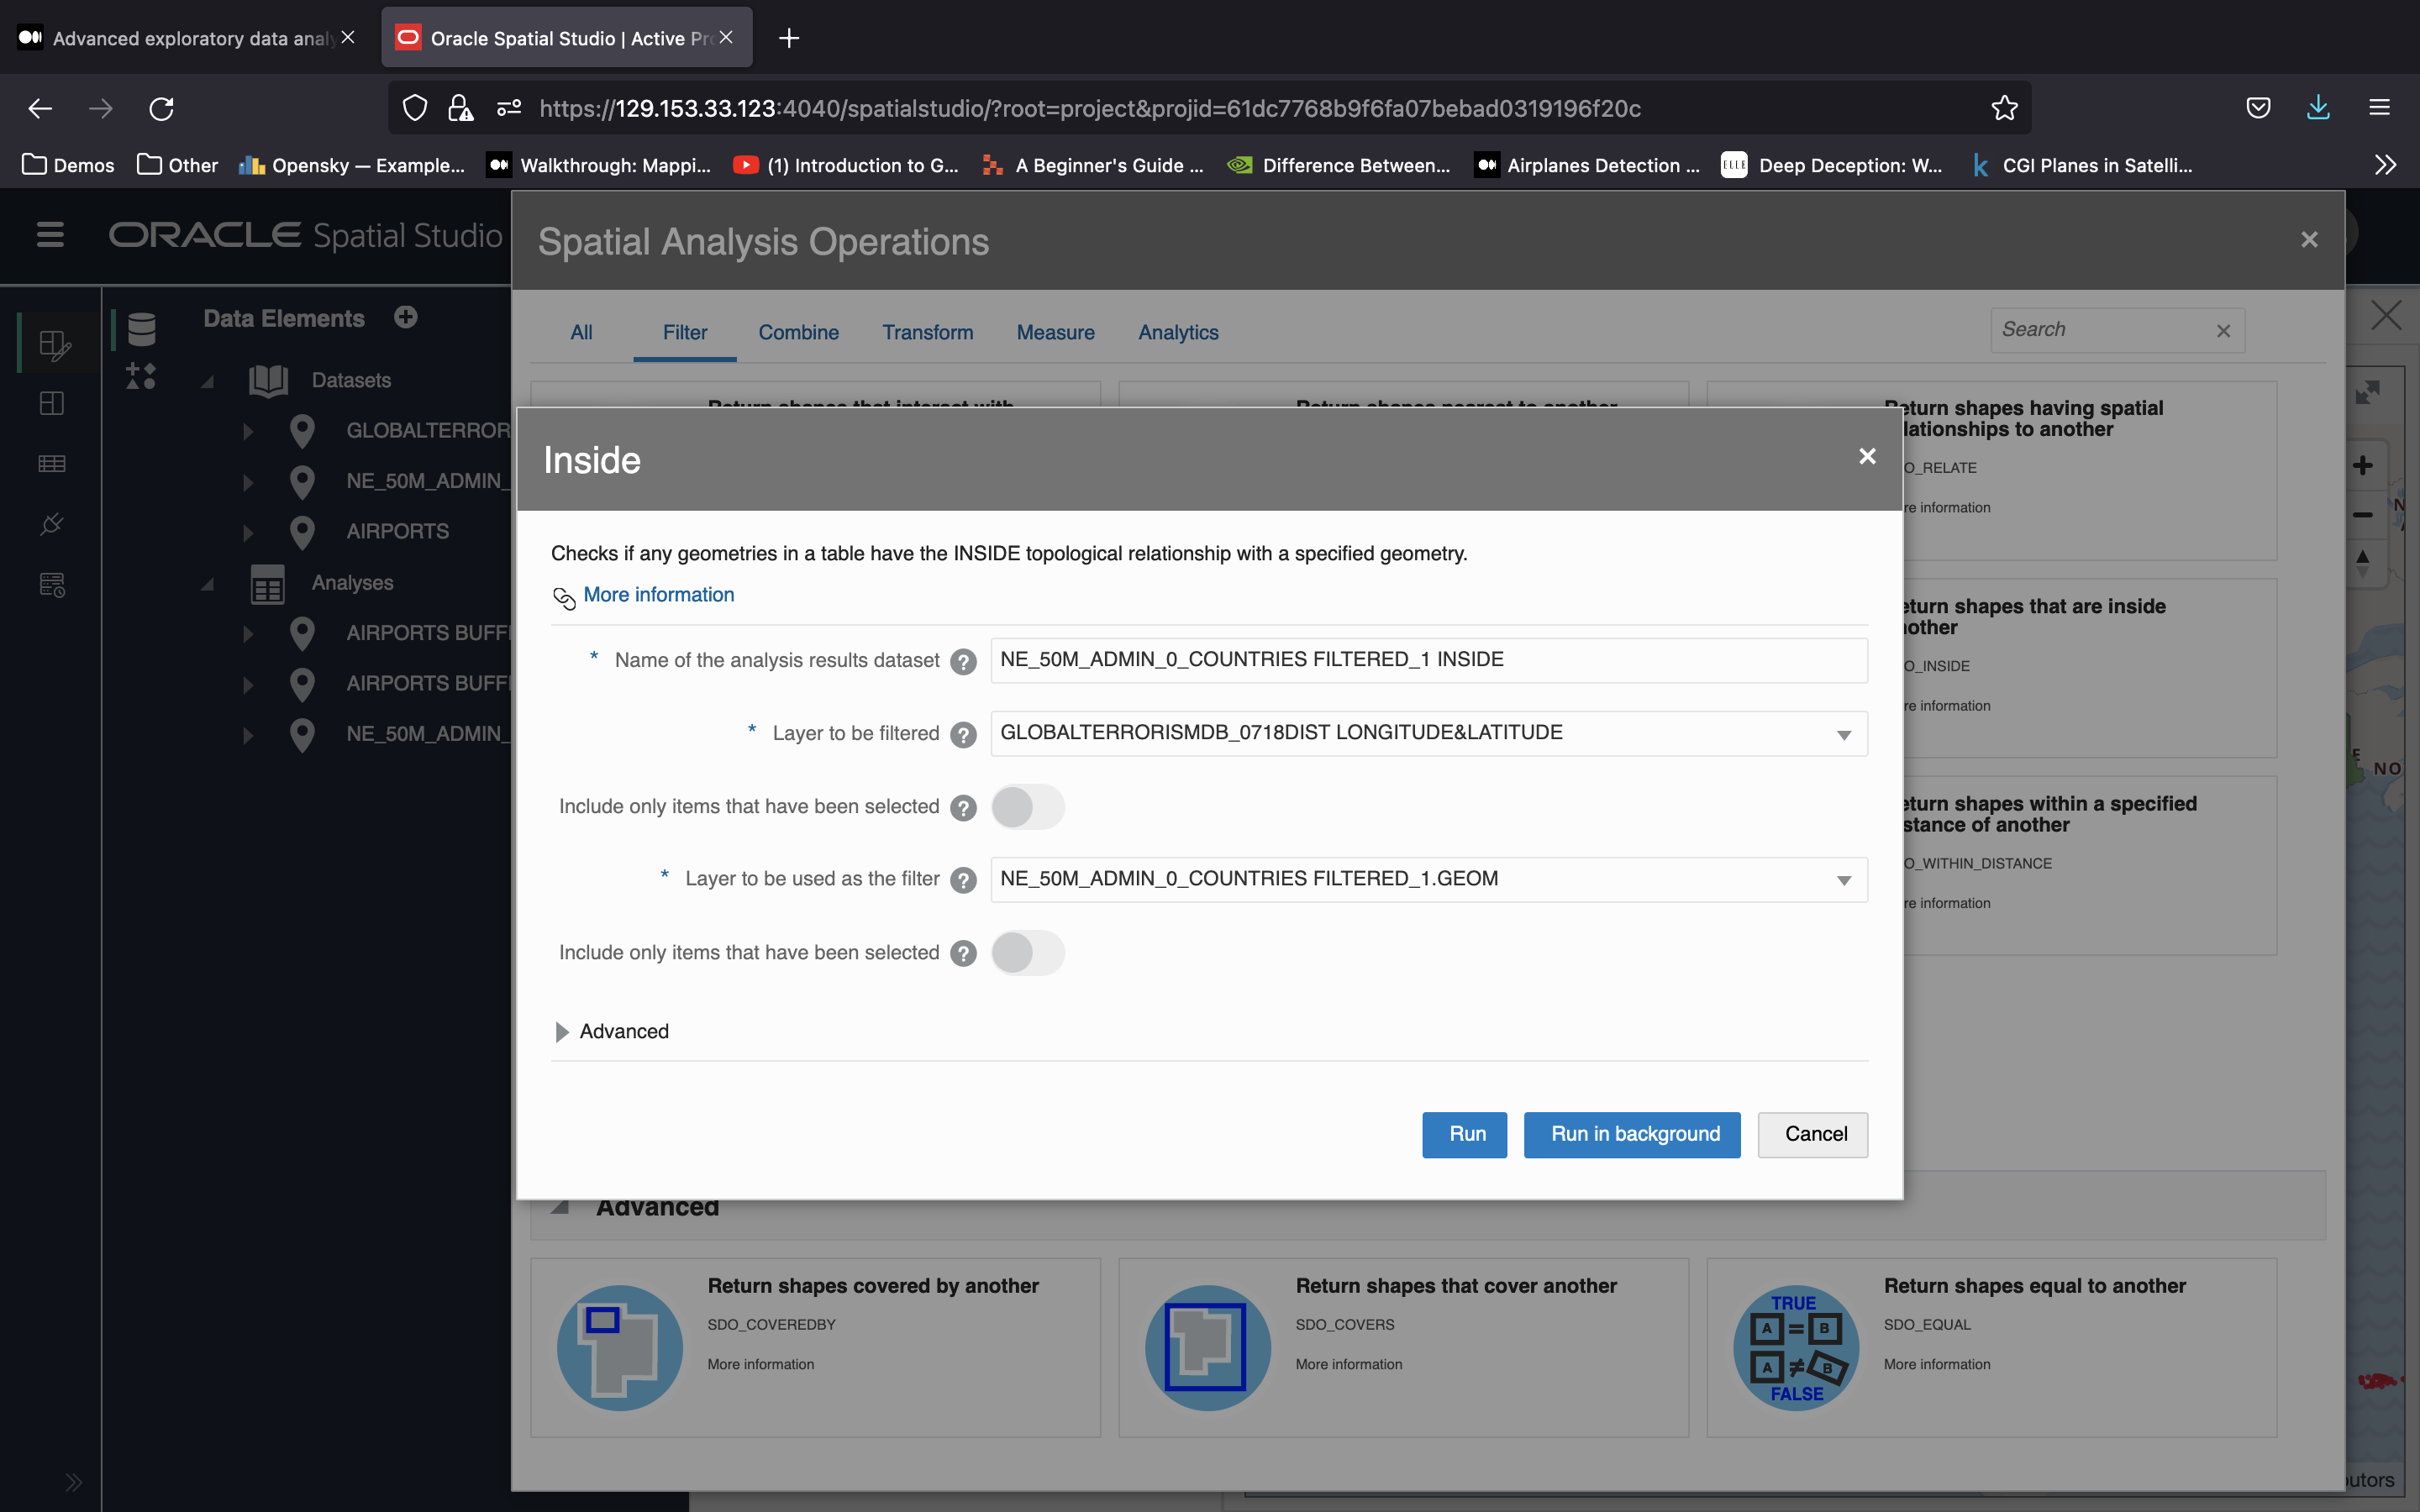 Advanced exploratory data anal
Oracle Spatial Studio | Active Pro
https://129.153.33.123:4040/spatialstudio/?root=project&projid=61dc7768b9f6fa07bebad0319196f20c
Demos
Other
Opensky — Example...
Walkthrough: Mappi...
(1) Introduction to G...
A Beginner's Guide ...
Difference Between...
Airplanes Detection ...
ELLE
Deep Deception: W...
k
CGI Planes in Satelli...
ORACLE Spatial Studio
Data Elements
Datasets
GLOBALTERROR
NE_50M_ADMIN_
AIRPORTS
Analyses
AIRPORTS BUFF
AIRPORTS BUFF
NE_50M_ADMIN_
Spatial Analysis Operations
All
Filter
Combine
Transform
Measure
Analytics
Search
Return shapes that interact with
Return shapes nearest to another
Return shapes having spatial
lationships to another
O_RELATE
re information
eturn shapes that are inside
nother
O_INSIDE
re information
eturn shapes within a specified
stance of another
O_WITHIN_DISTANCE
re information
Inside
Checks if any geometries in a table have the INSIDE topological relationship with a specified geometry.
More information
* Name of the analysis results dataset ? NE_50M_ADMIN_0_COUNTRIES FILTERED_1 INSIDE
* Layer to be filtered ? GLOBALTERRORISMDB_0718DIST LONGITUDE&LATITUDE
Include only items that have been selected ?
* Layer to be used as the filter ? NE_50M_ADMIN_0_COUNTRIES FILTERED_1.GEOM
Include only items that have been selected ?
Advanced
Run
Run in background
Cancel
Advanced
Return shapes covered by another
SDO_COVEREDBY
More information
Return shapes that cover another
SDO_COVERS
More information
TRUE
A = B
A ≠ B
FALSE
Return shapes equal to another
SDO_EQUAL
More information
NO
utors